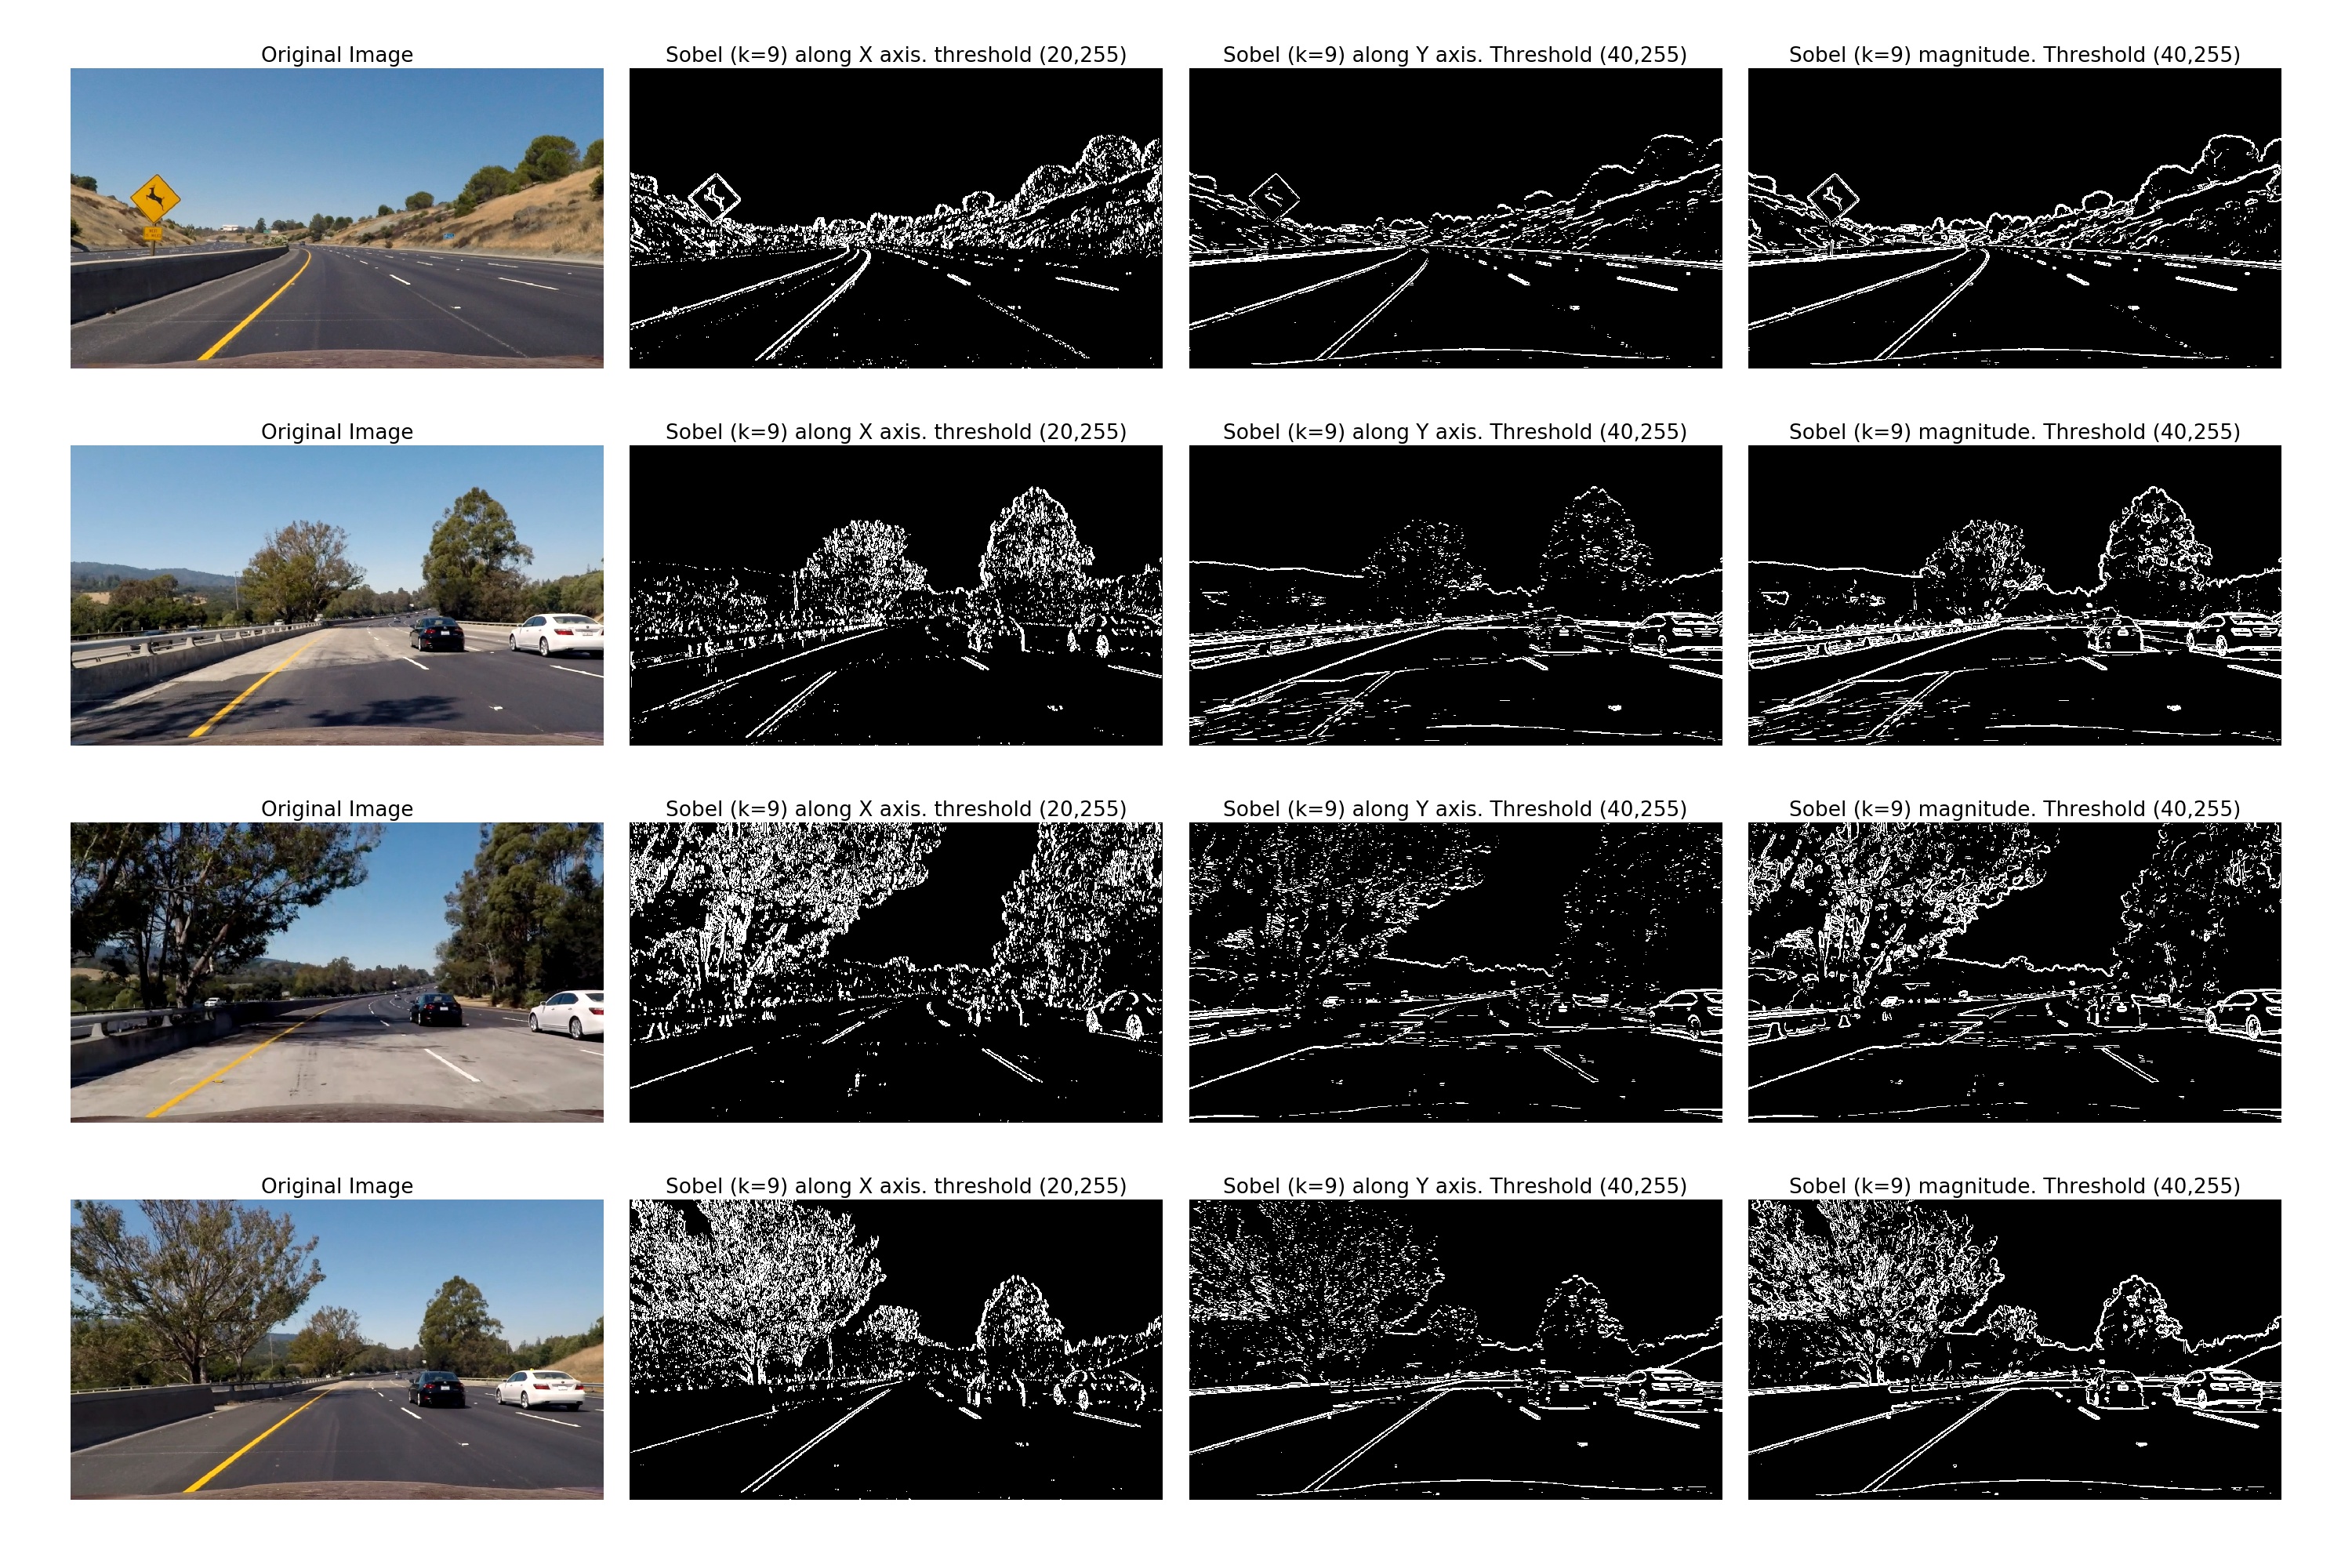 Original Image
Sobel (k=9) along X axis. threshold (20,255)
Sobel (k=9) along Y axis. Threshold (40,255)
Sobel (k=9) magnitude. Threshold (40,255)
Original Image
Sobel (k=9) along X axis. threshold (20,255)
Sobel (k=9) along Y axis. Threshold (40,255)
Sobel (k=9) magnitude. Threshold (40,255)
Original Image
Sobel (k=9) along X axis. threshold (20,255)
Sobel (k=9) along Y axis. Threshold (40,255)
Sobel (k=9) magnitude. Threshold (40,255)
Original Image
Sobel (k=9) along X axis. threshold (20,255)
Sobel (k=9) along Y axis. Threshold (40,255)
Sobel (k=9) magnitude. Threshold (40,255)